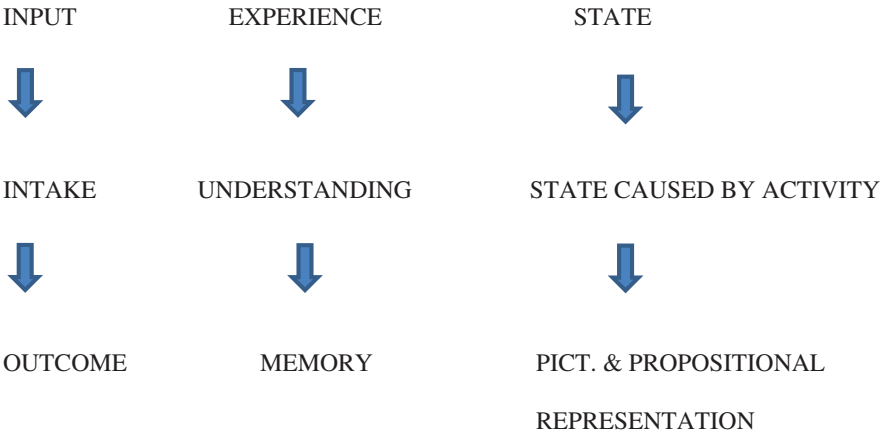 INPUT EXPERIENCE STATE
INTAKE UNDERSTANDING STATE CAUSED BY ACTIVITY
OUTCOME MEMORY PICT. & PROPOSITIONAL
REPRESENTATION